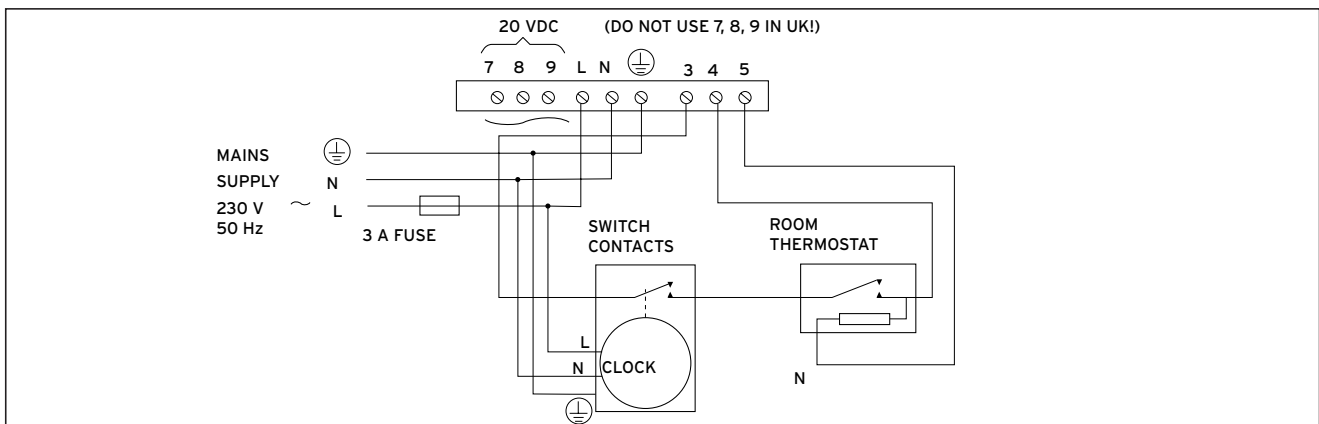 20 VDC (DO NOT USE 7, 8, 9 IN UK!)
7 8 9 L N 3 4 5
MAINS
SUPPLY N
230 V ~ L
50 Hz
3 A FUSE
SWITCH
CONTACTS
ROOM
THERMOSTAT
L
N CLOCK
N